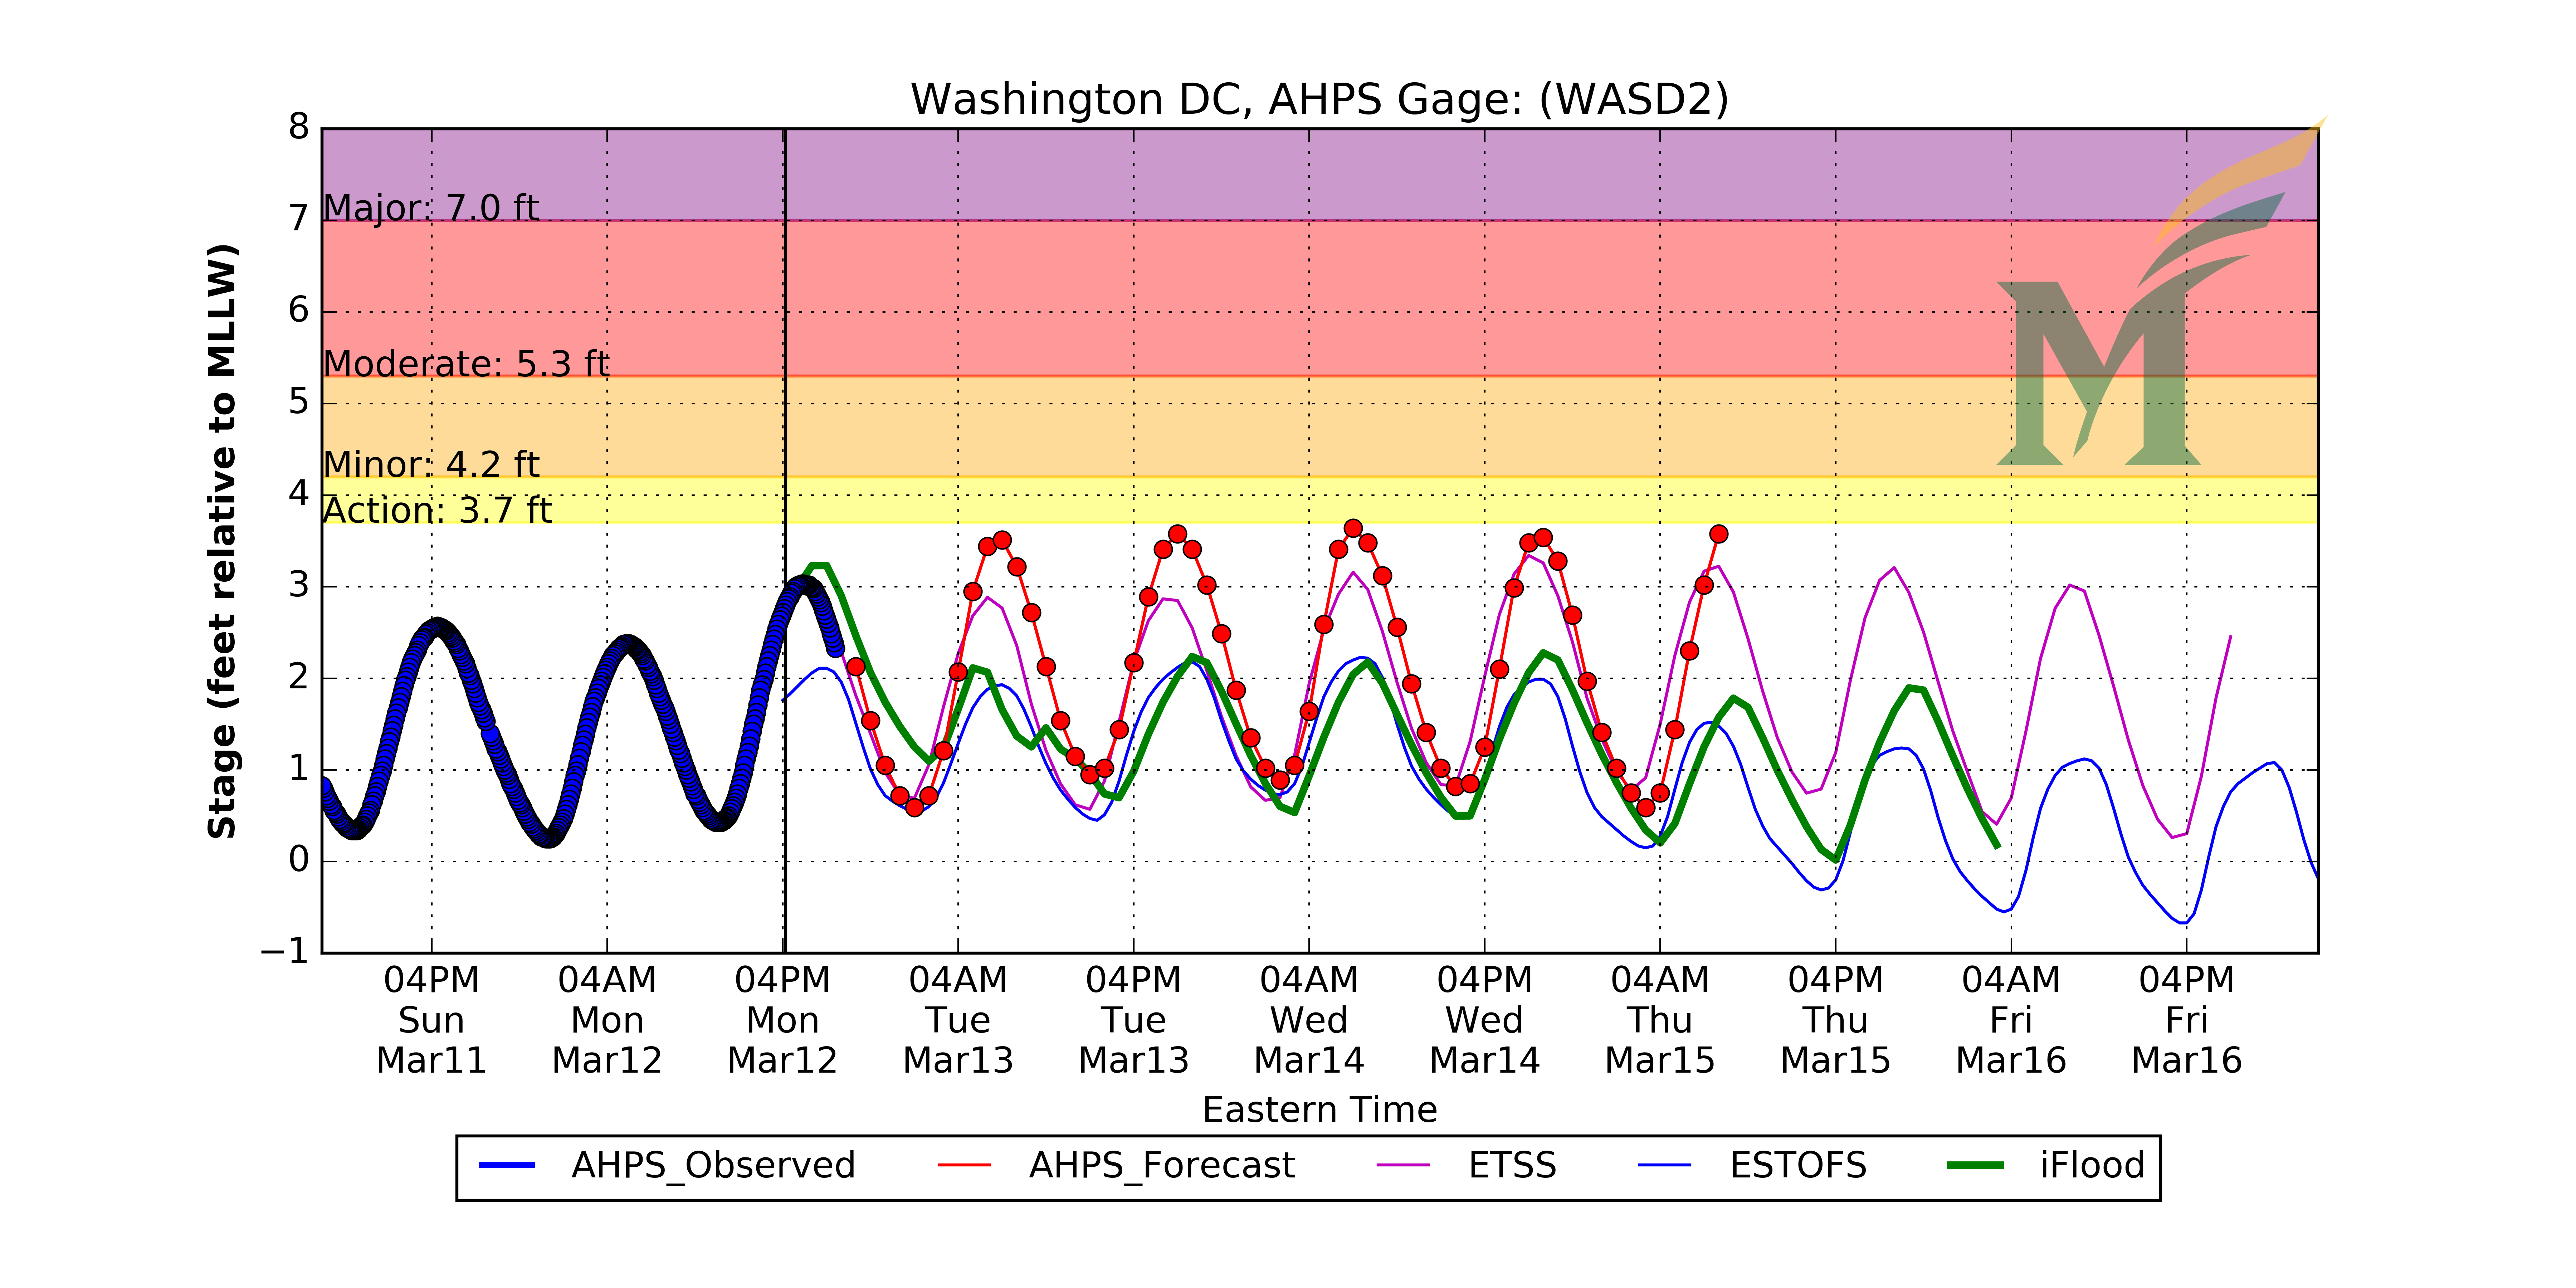 Washington DC, AHPS Gage: (WASD2)
Stage (feet relative to MLLW)
8
7
6
5
4
3
2
1
0
−1
Major: 7.0 ft
Moderate: 5.3 ft
Minor: 4.2 ft
Action: 3.7 ft
M
04PM 04AM 04PM 04AM 04PM 04AM 04PM 04AM 04PM 04AM 04PM
Sun Mon Mon Tue Tue Wed Wed Thu Thu Fri Fri
Mar11 Mar12 Mar12 Mar13 Mar13 Mar14 Mar14 Mar15 Mar15 Mar16 Mar16
Eastern Time
AHPS_Observed AHPS_Forecast ETSS ESTOFS iFlood